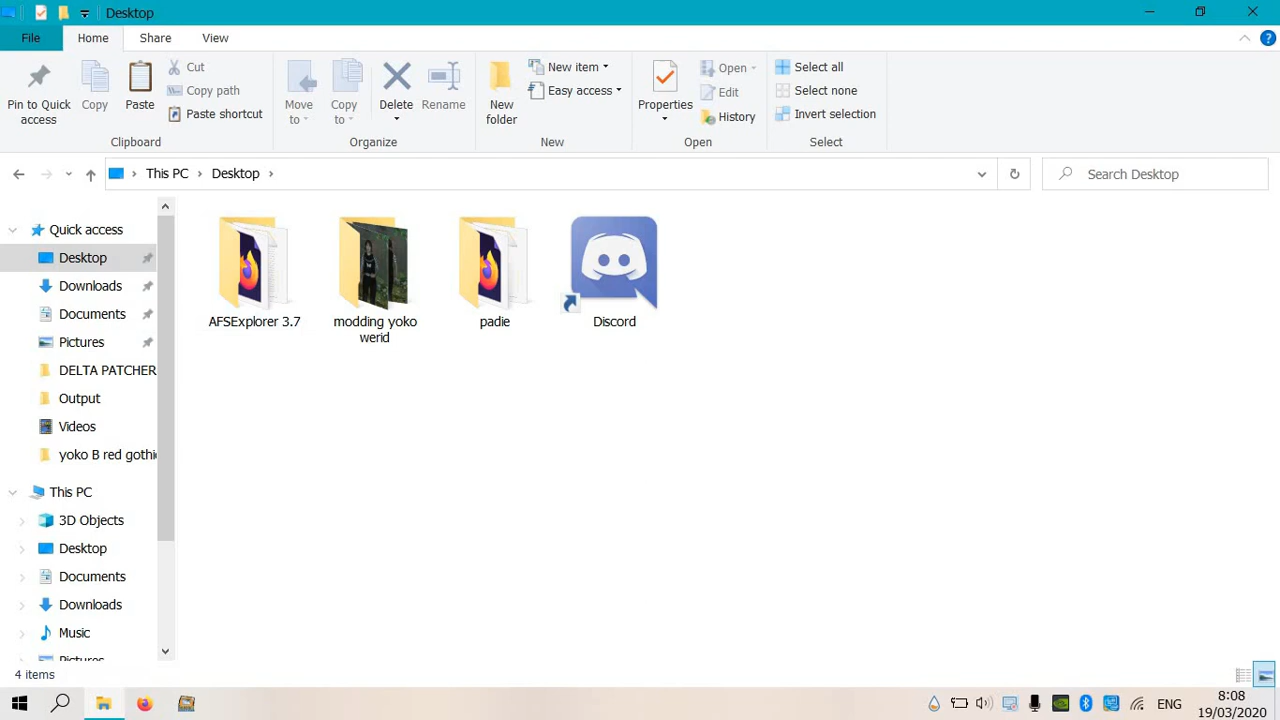 Desktop
File
Home
Share
View
Pin to Quick
access
Copy
Paste
Cut
Copy path
Paste shortcut
Clipboard
Move
to
Copy
to
Delete
Rename
Organize
New
folder
New item
Easy access
New
Properties
Open
Edit
History
Open
Select all
Select none
Invert selection
Select
This PC
Desktop
Search Desktop
Quick access
Desktop
Downloads
Documents
Pictures
DELTA PATCHER
Output
Videos
yoko B red gothi
This PC
3D Objects
Desktop
Documents
Downloads
Music
Pictures
AFSExplorer 3.7
modding yoko
werid
padie
Discord
4 items
ENG
8:08
19/03/2020